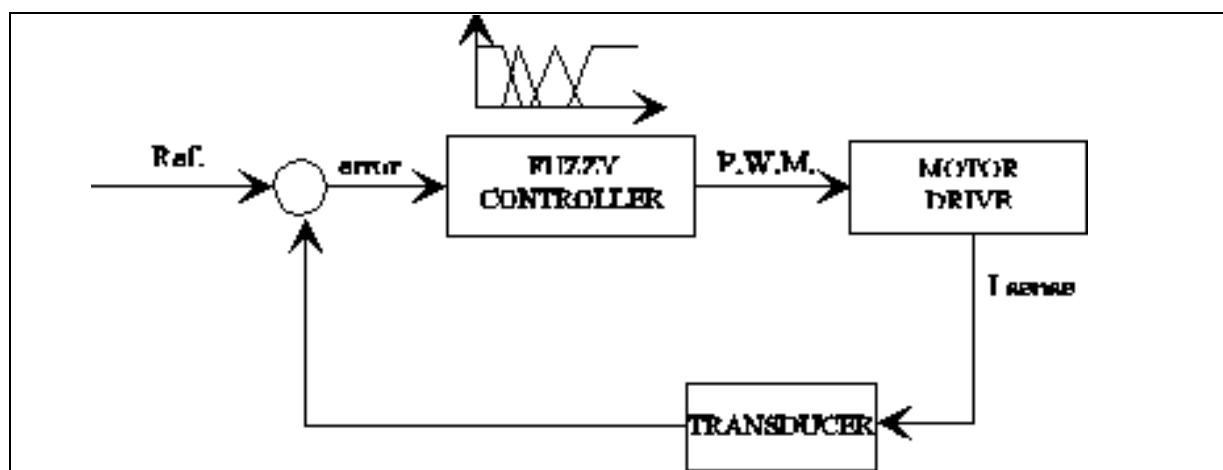 Ref.
error
FUZZY
CONTROLLER
P.W.M.
MOTOR
DRIVE
I sense
TRANSDUCER